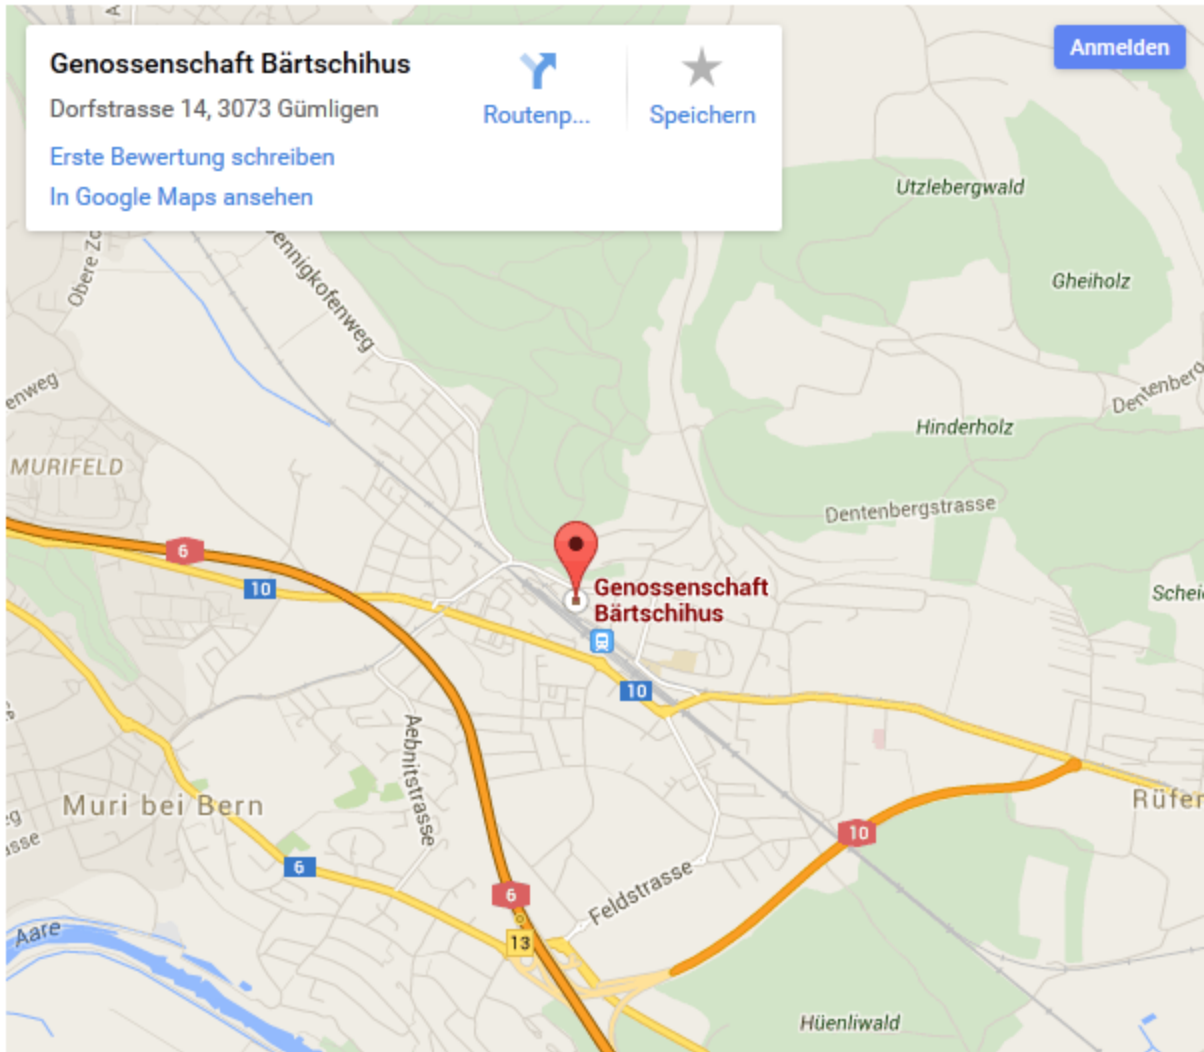 Genossenschaft Bärtschihus
Dorfstrasse 14, 3073 Gümligen
Erste Bewertung schreiben
In Google Maps ansehen
Routenp...
Speichern
Anmelden
Utzlebergwald
Obere Zo
ennigkofenweg
Gheiholz
enweg
Dentenberg
Hinderholz
MURIFELD
Dentenbergstrasse
6
10
Genossenschaft
Bärtschihus
Schei
10
Aebnitstrasse
Muri bei Bern
Rüfen
10
6
6
Feldstrasse
asse
Aare
13
Hüenliwald